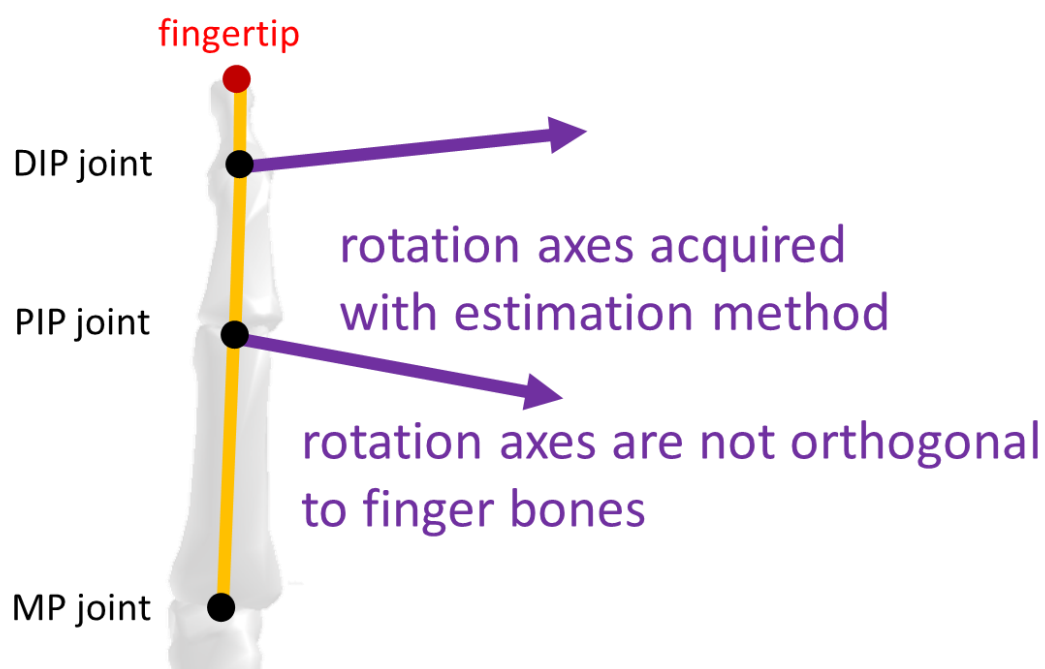 fingertip
DIP joint
rotation axes acquired
with estimation method
PIP joint
rotation axes are not orthogonal
to finger bones
MP joint